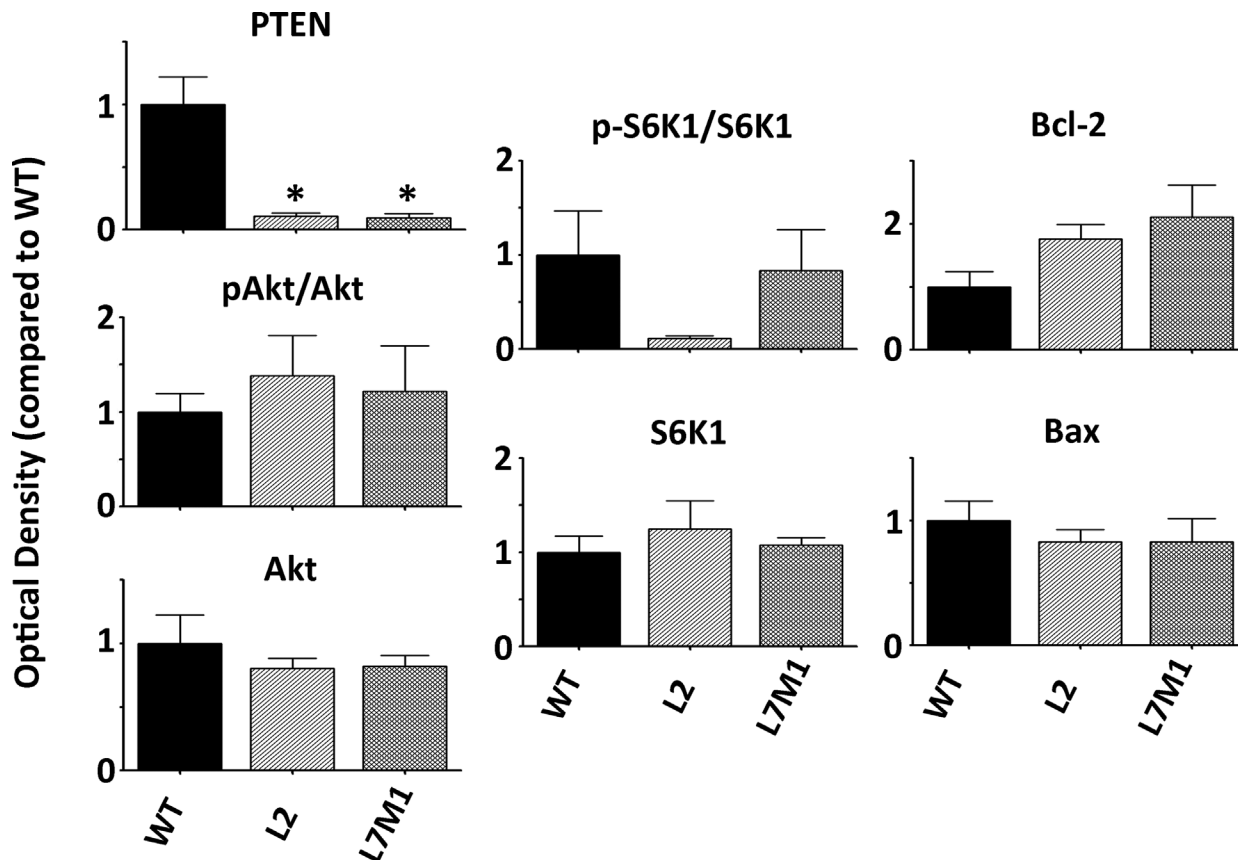 Optical Density (compared to WT)
PTEN
1
* *
0
pAkt/Akt
2
1
0
Akt
1
0
WT L2 L7M1
p-S6K1/S6K1
2
1
0
S6K1
2
1
0
WT L2 L7M1
Bcl-2
2
0
Bax
1
0
WT L2 L7M1